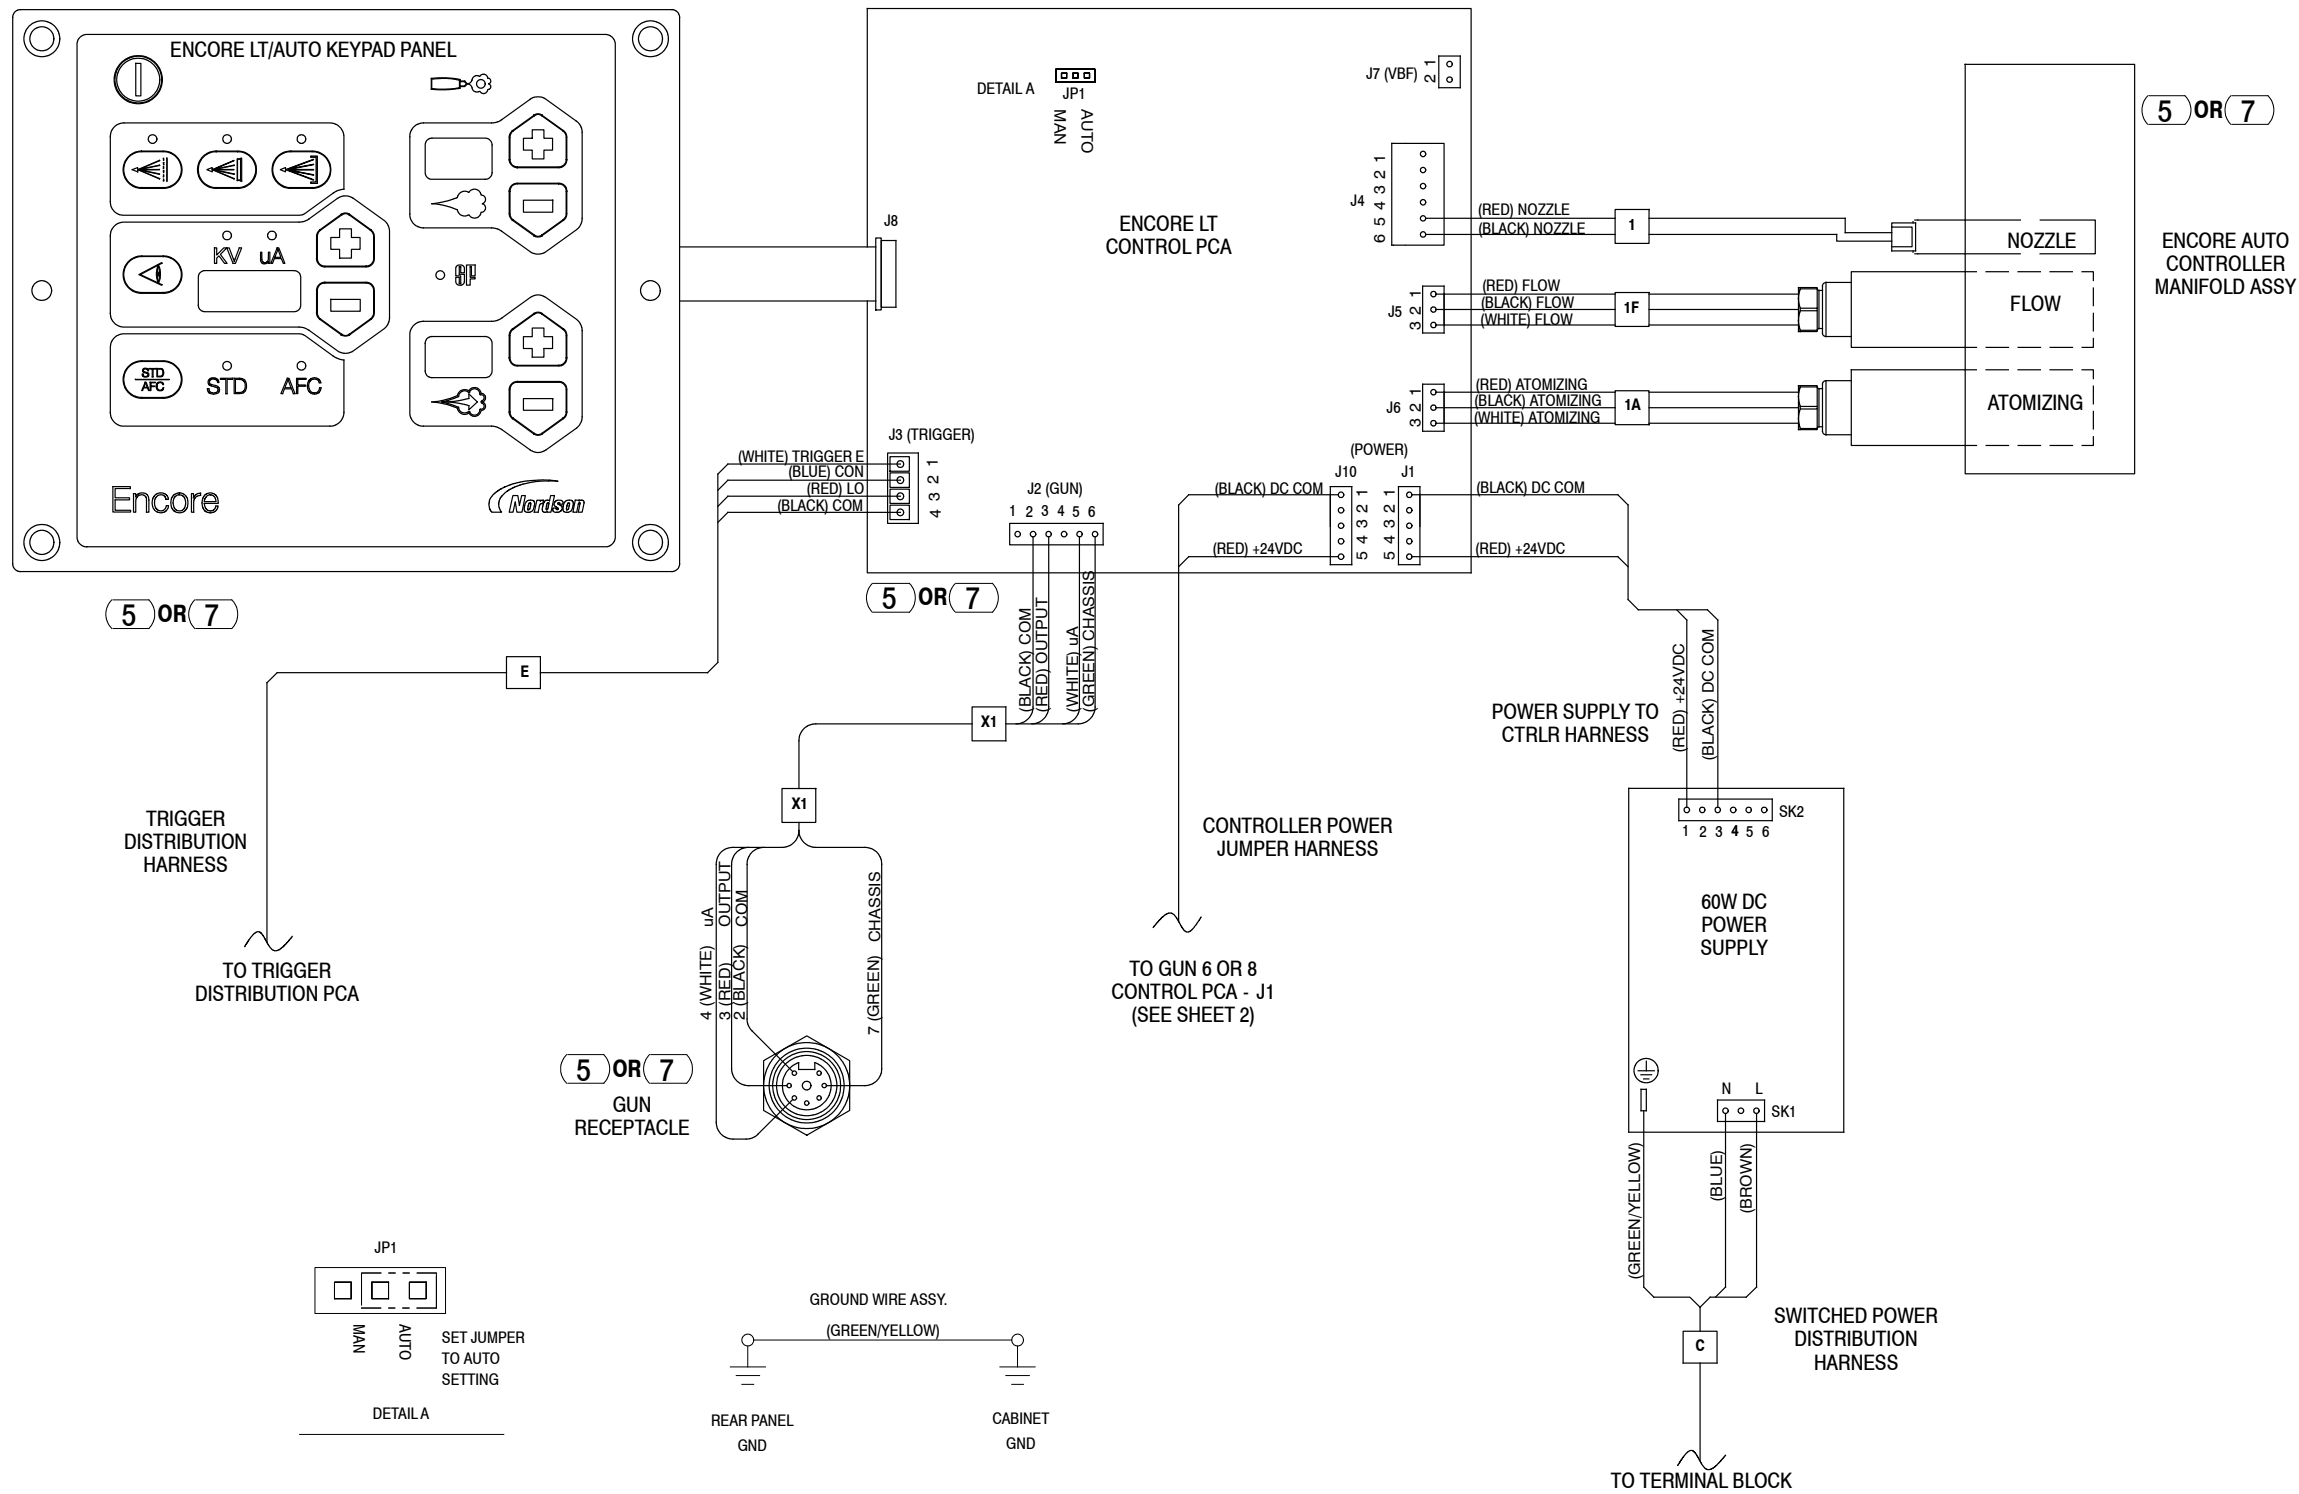 ENCORE LT/AUTO KEYPAD PANEL
KV uA
SF
STD
AFC
STD AFC
Encore
Nordson
5 OR 7
DETAIL A
JP1
MAN
AUTO
J7 (VBF)
1
2
J8
ENCORE LT
CONTROL PCA
J4
1
2
3
4
5
6
(RED) NOZZLE
(BLACK) NOZZLE
1
NOZZLE
J5
1
2
3
(RED) FLOW
(BLACK) FLOW
(WHITE) FLOW
1F
FLOW
J6
1
2
3
(RED) ATOMIZING
(BLACK) ATOMIZING
(WHITE) ATOMIZING
1A
ATOMIZING
5 OR 7
ENCORE AUTO
CONTROLLER
MANIFOLD ASSY
J3 (TRIGGER)
(WHITE) TRIGGER E
(BLUE) CON
(RED) LO
(BLACK) COM
1
2
3
4
J2 (GUN)
1 2 3 4 5 6
(POWER)
J10
J1
(BLACK) DC COM
(RED) +24VDC
1
2
3
4
5
1
2
3
4
5
(BLACK) DC COM
(RED) +24VDC
5 OR 7
(BLACK) COM
(RED) OUTPUT
(WHITE) uA
(GREEN) CHASSIS
E
X1
X1
TRIGGER
DISTRIBUTION
HARNESS
TO TRIGGER
DISTRIBUTION PCA
4 (WHITE) uA
3 (RED) OUTPUT
2 (BLACK) COM
7 (GREEN) CHASSIS
5 OR 7
GUN
RECEPTACLE
CONTROLLER POWER
JUMPER HARNESS
TO GUN 6 OR 8
CONTROL PCA - J1
(SEE SHEET 2)
POWER SUPPLY TO
CTRLR HARNESS
(RED) +24VDC
(BLACK) DC COM
SK2
1 2 3 4 5 6
60W DC
POWER
SUPPLY
N L
SK1
(GREEN/YELLOW)
(BLUE)
(BROWN)
SWITCHED POWER
DISTRIBUTION
HARNESS
C
TO TERMINAL BLOCK
JP1
MAN
AUTO
SET JUMPER
TO AUTO
SETTING
DETAIL A
GROUND WIRE ASSY.
(GREEN/YELLOW)
REAR PANEL
GND
CABINET
GND